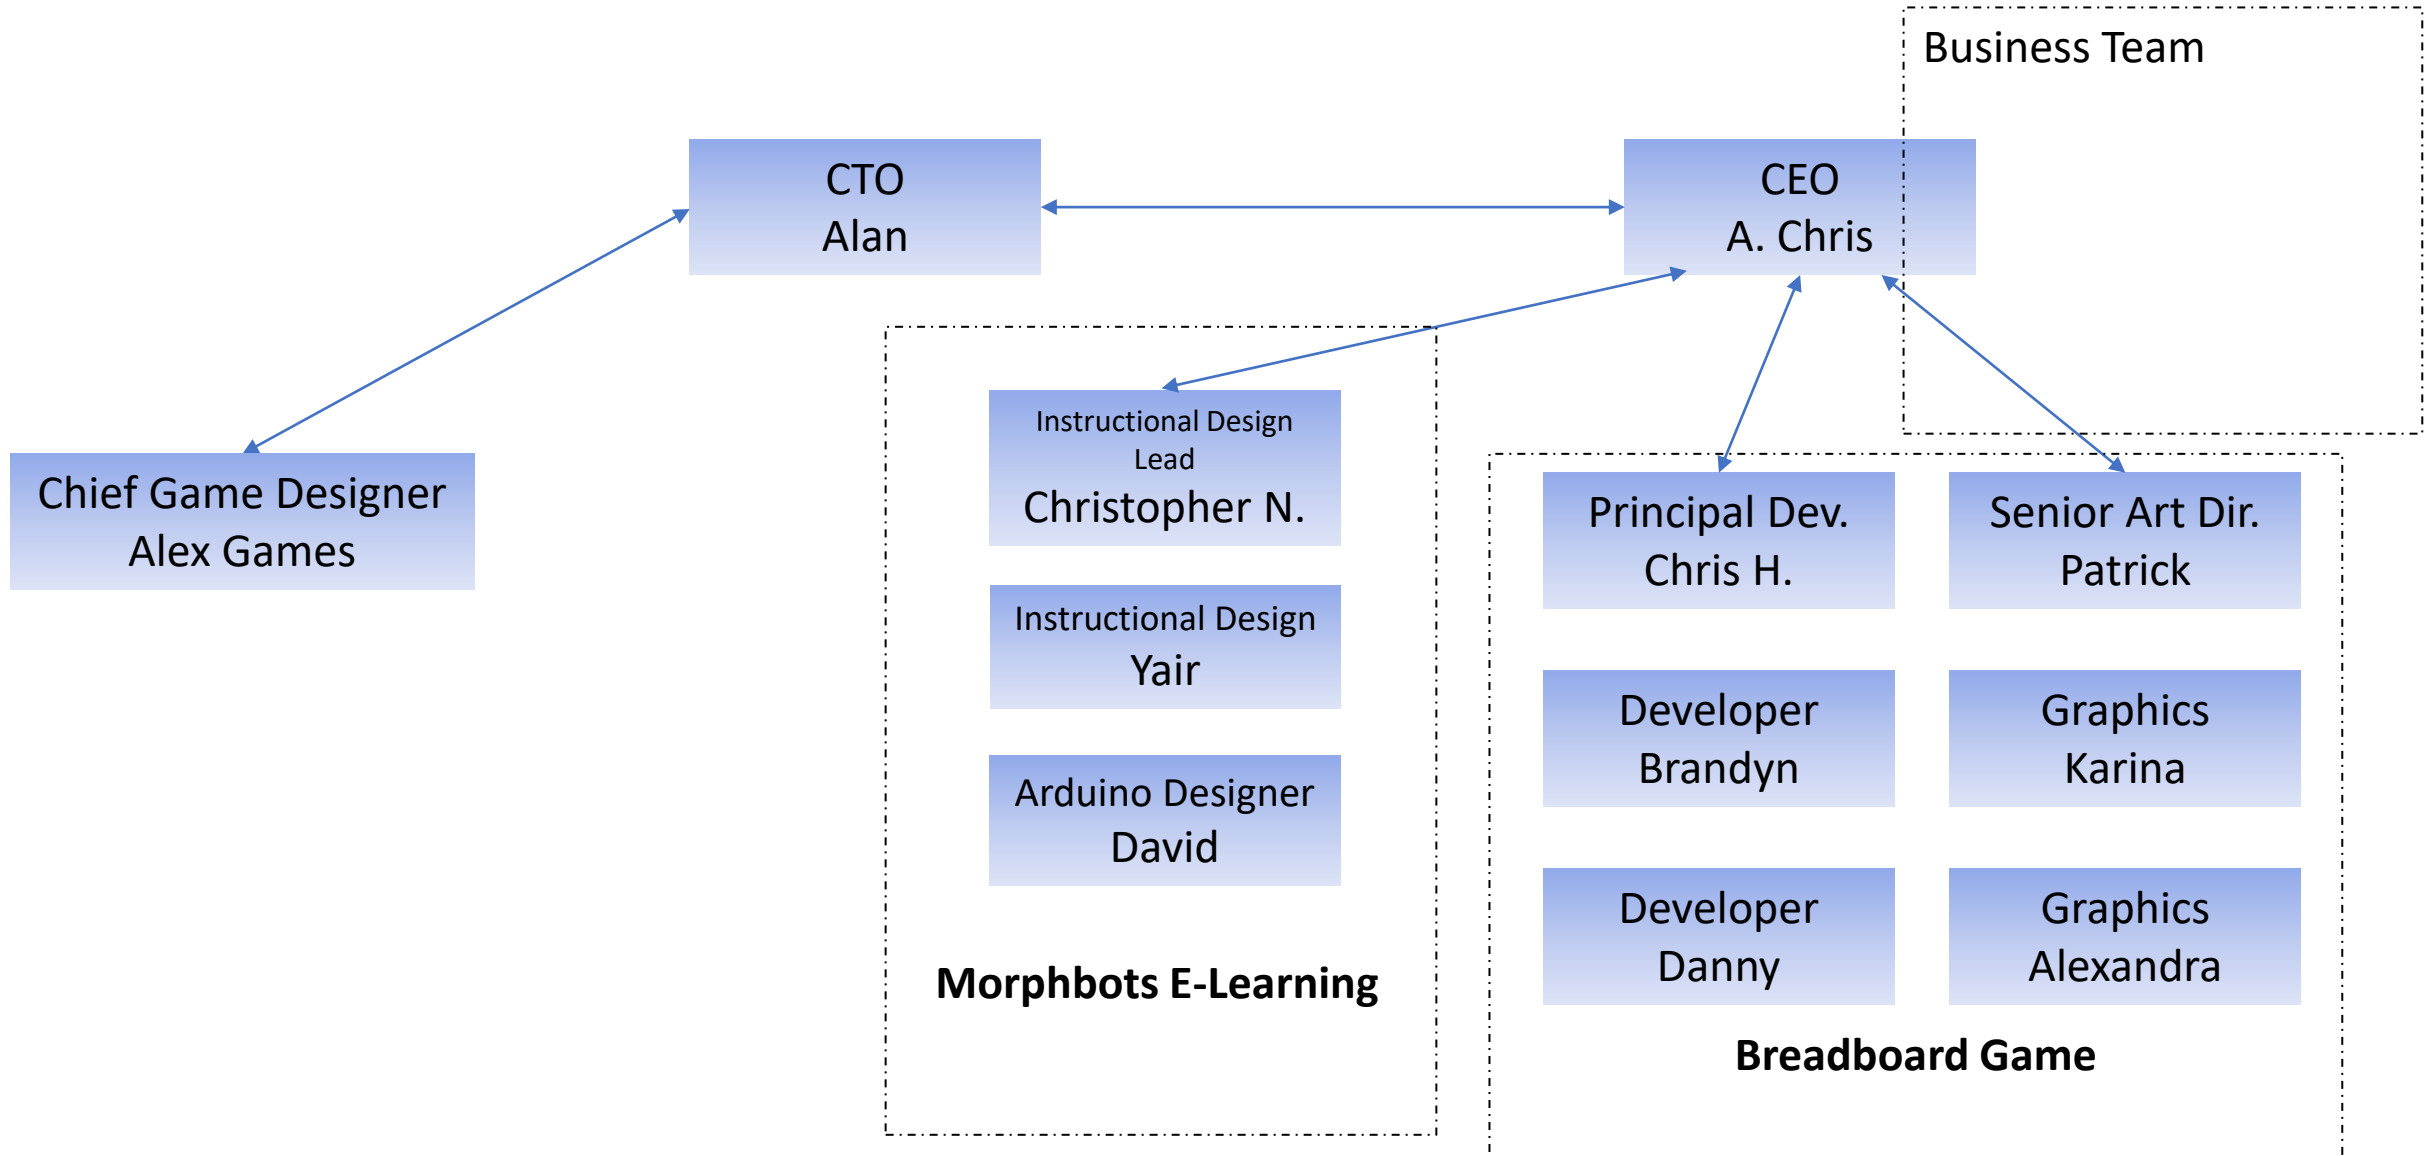 Business Team
CTO
Alan
CEO
A. Chris
Chief Game Designer
Alex Games
Instructional Design
Lead
Christopher N.
Instructional Design
Yair
Arduino Designer
David
Morphbots E-Learning
Principal Dev.
Chris H.
Senior Art Dir.
Patrick
Developer
Brandyn
Graphics
Karina
Developer
Danny
Graphics
Alexandra
Breadboard Game